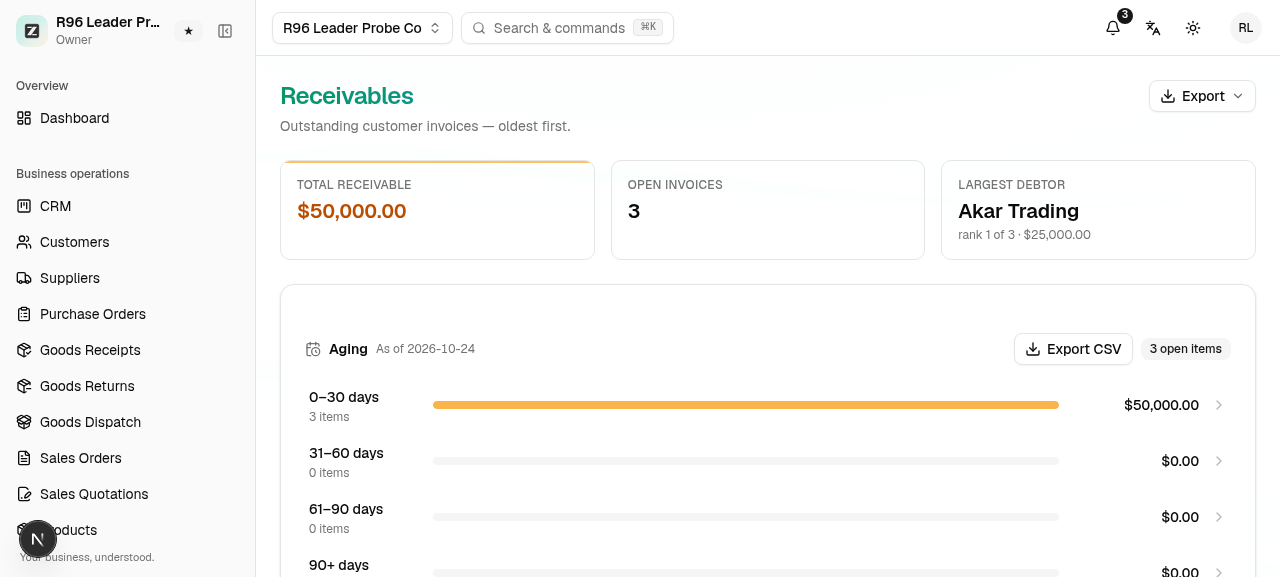 R96 Leader Pr...
Owner
★
Overview
Dashboard
Business operations
CRM
Customers
Suppliers
Purchase Orders
Goods Receipts
Goods Returns
Goods Dispatch
Sales Orders
Sales Quotations
N
Your business, understood.
R96 Leader Probe Co
Search & commands
⌘K
3
RL
Receivables
Export
Outstanding customer invoices — oldest first.
TOTAL RECEIVABLE
$50,000.00
OPEN INVOICES
3
LARGEST DEBTOR
Akar Trading
rank 1 of 3 · $25,000.00
Aging As of 2026-10-24
Export CSV
3 open items
0–30 days
3 items
$50,000.00
31–60 days
0 items
$0.00
61–90 days
0 items
$0.00
90+ days
$0.00